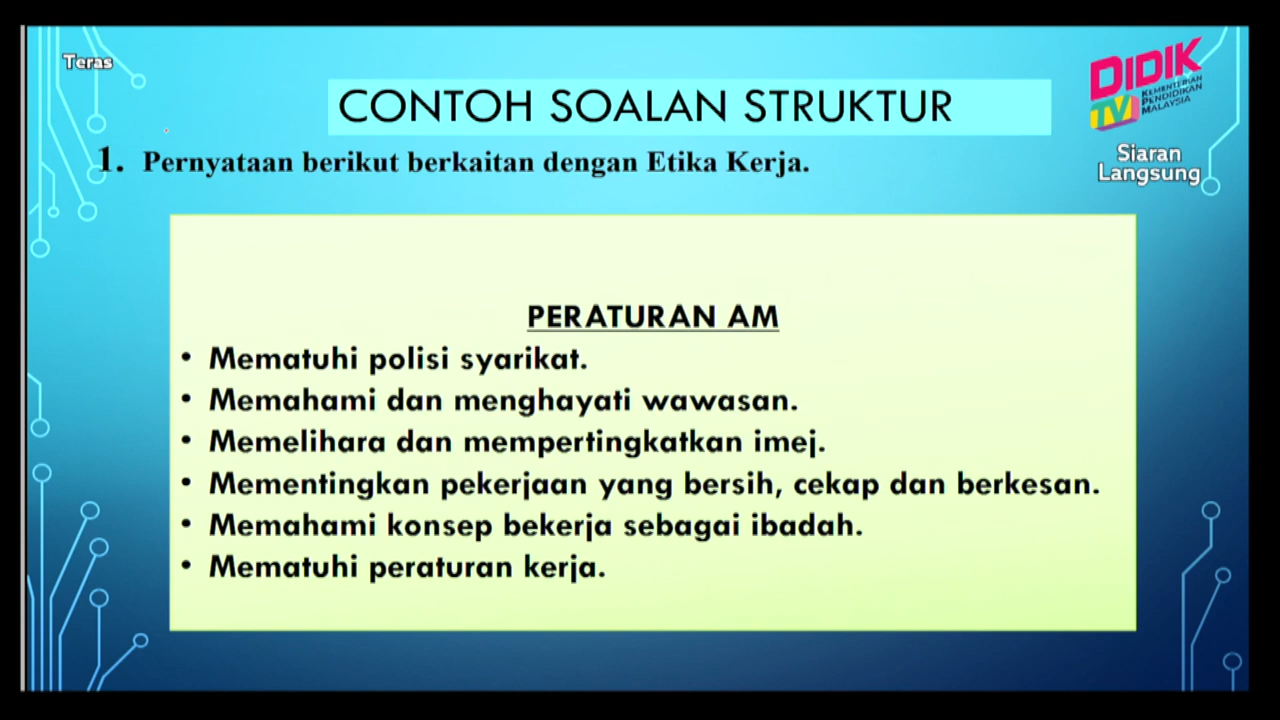 Teras
DIDIK
TV
KEMENTERIAN
PENDIDIKAN
MALAYSIA
Siaran
Langsung
CONTOH SOALAN STRUKTUR
1. Pernyataan berikut berkaitan dengan Etika Kerja.
PERATURAN AM
• Mematuhi polisi syarikat.
• Memahami dan menghayati wawasan.
• Memelihara dan mempertingkatkan imej.
• Mementingkan pekerjaan yang bersih, cekap dan berkesan.
• Memahami konsep bekerja sebagai ibadah.
• Mematuhi peraturan kerja.